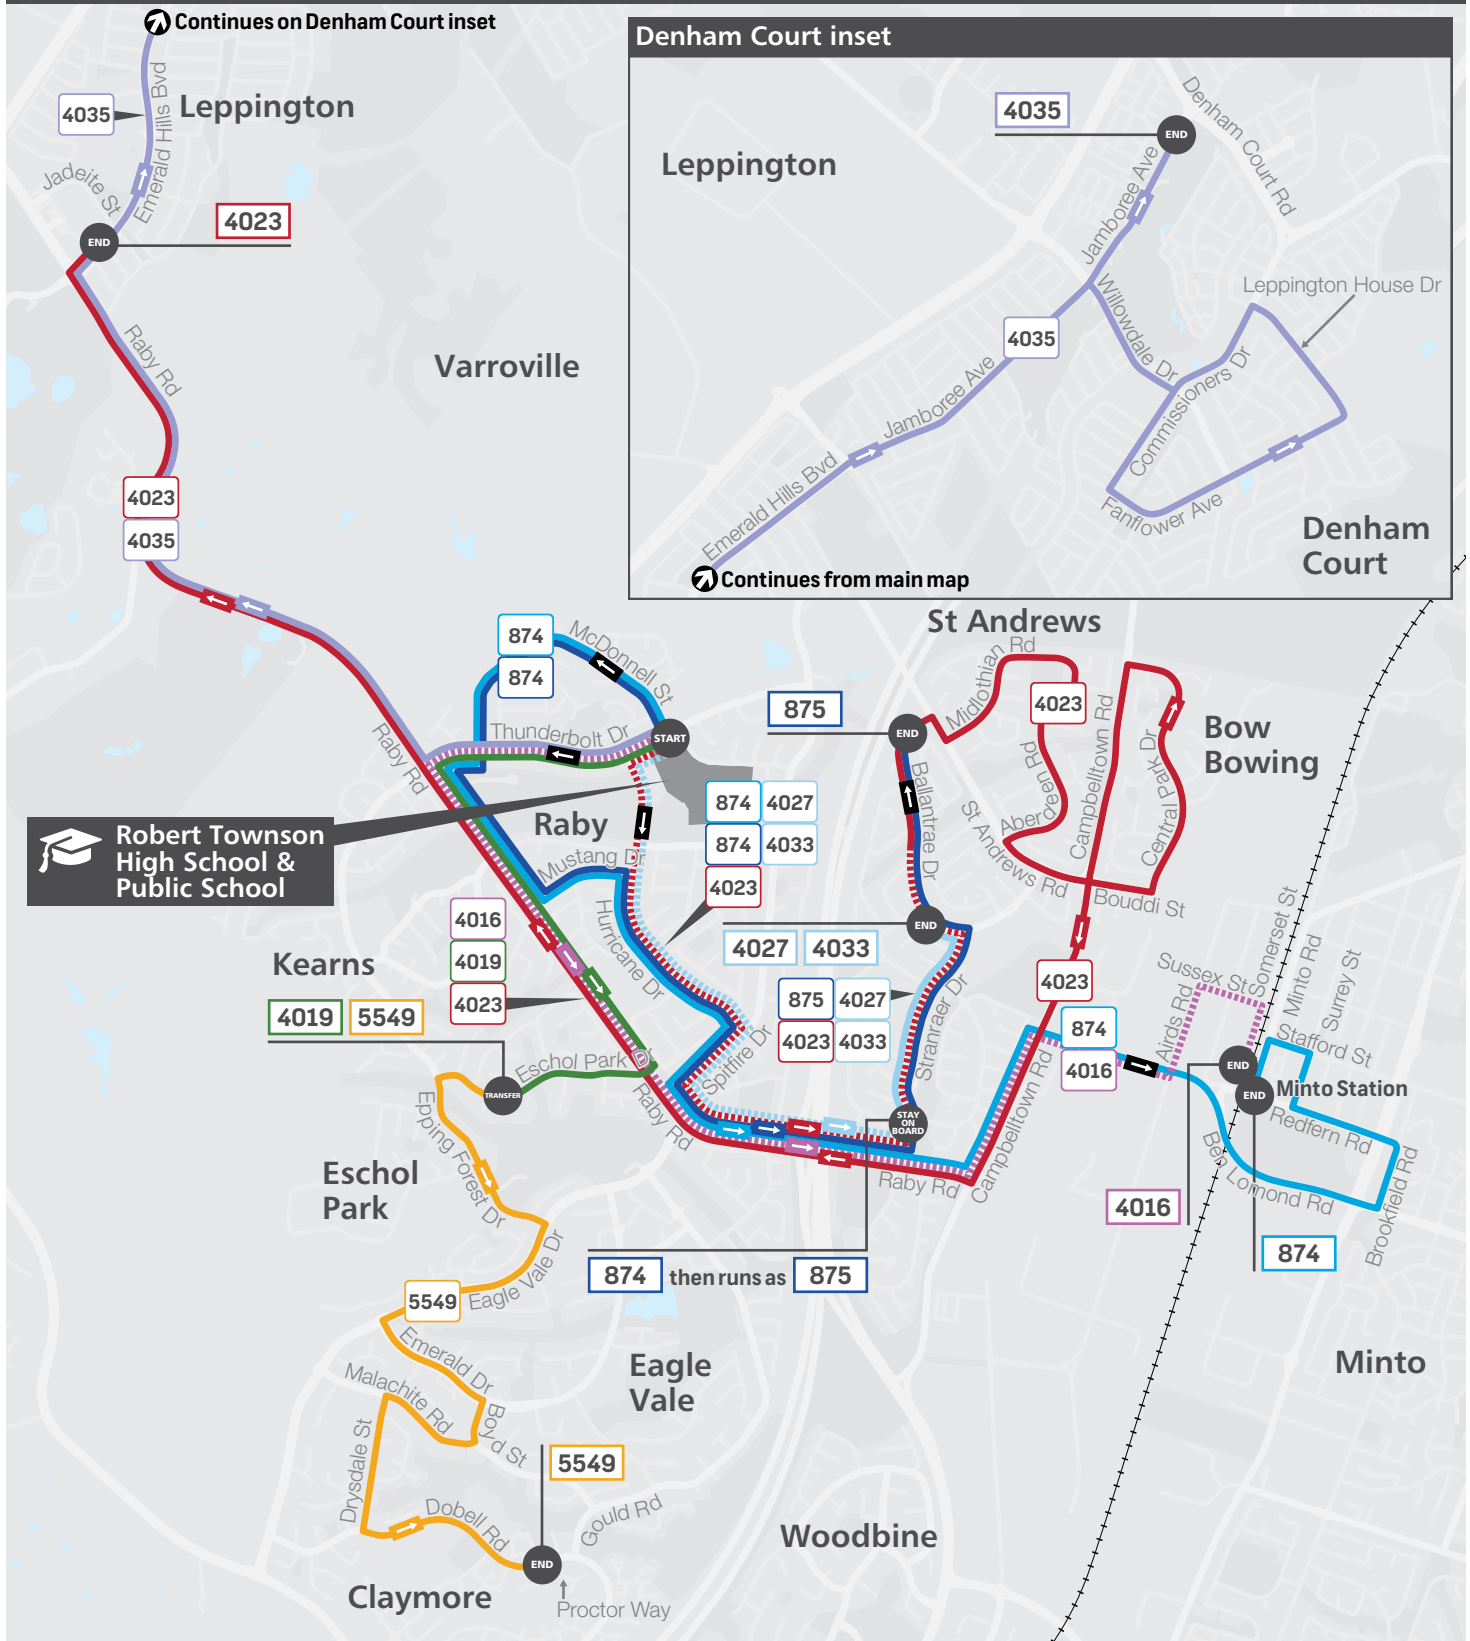 Continues on Denham Court inset
Denham Court inset
4035
Leppington
Emerald Hills Bvd
Jadeite St
4023
END
Raby Rd
Varroville
4023
4035
4035
END
Denham Court Rd
Leppington
Jamboree Ave
Leppington House Dr
Willowdale Dr
4035
Jamboree Ave
Commissioners Dr
Emerald Hills Bvd
Fanflower Ave
Denham
Court
Continues from main map
St Andrews
874
874
McDonnell St
Thunderbolt Dr
START
Raby Rd
875
END
Midlothian Rd
4023
Aberdeen Rd
Campbelltown Rd
Central Park Dr
Bow
Bowing
Ballantrae Dr
St Andrews Rd
Bouddi St
Robert Townson
High School &
Public School
Raby
Mustang Dr
874 4027
874 4033
4023
Hurricane Dr
4016
4019
4023
Kearns
4019 5549
END
4027 4033
875 4027
4023 4033
Stranraer Dr
4023
874
4016
Sussex St
Somerset St
Minto Rd
Surrey St
Airds Rd
Stafford St
END
END
Minto Station
Redfern Rd
Ben Lomond Rd
Brookfield Rd
Eschol Park
TRANSFER
Spitfire Dr
Raby Rd
STAY
ON
BOARD
Raby Rd
Campbelltown Rd
4016
874
Epping Forest Dr
Eschol
Park
874 then runs as 875
Eagle Vale Dr
5549
Emerald Dr
Malachite Rd
Boyd St
Eagle
Vale
Minto
Drysdale St
5549
Dobell Rd
Gould Rd
END
Woodbine
Claymore
Proctor Way